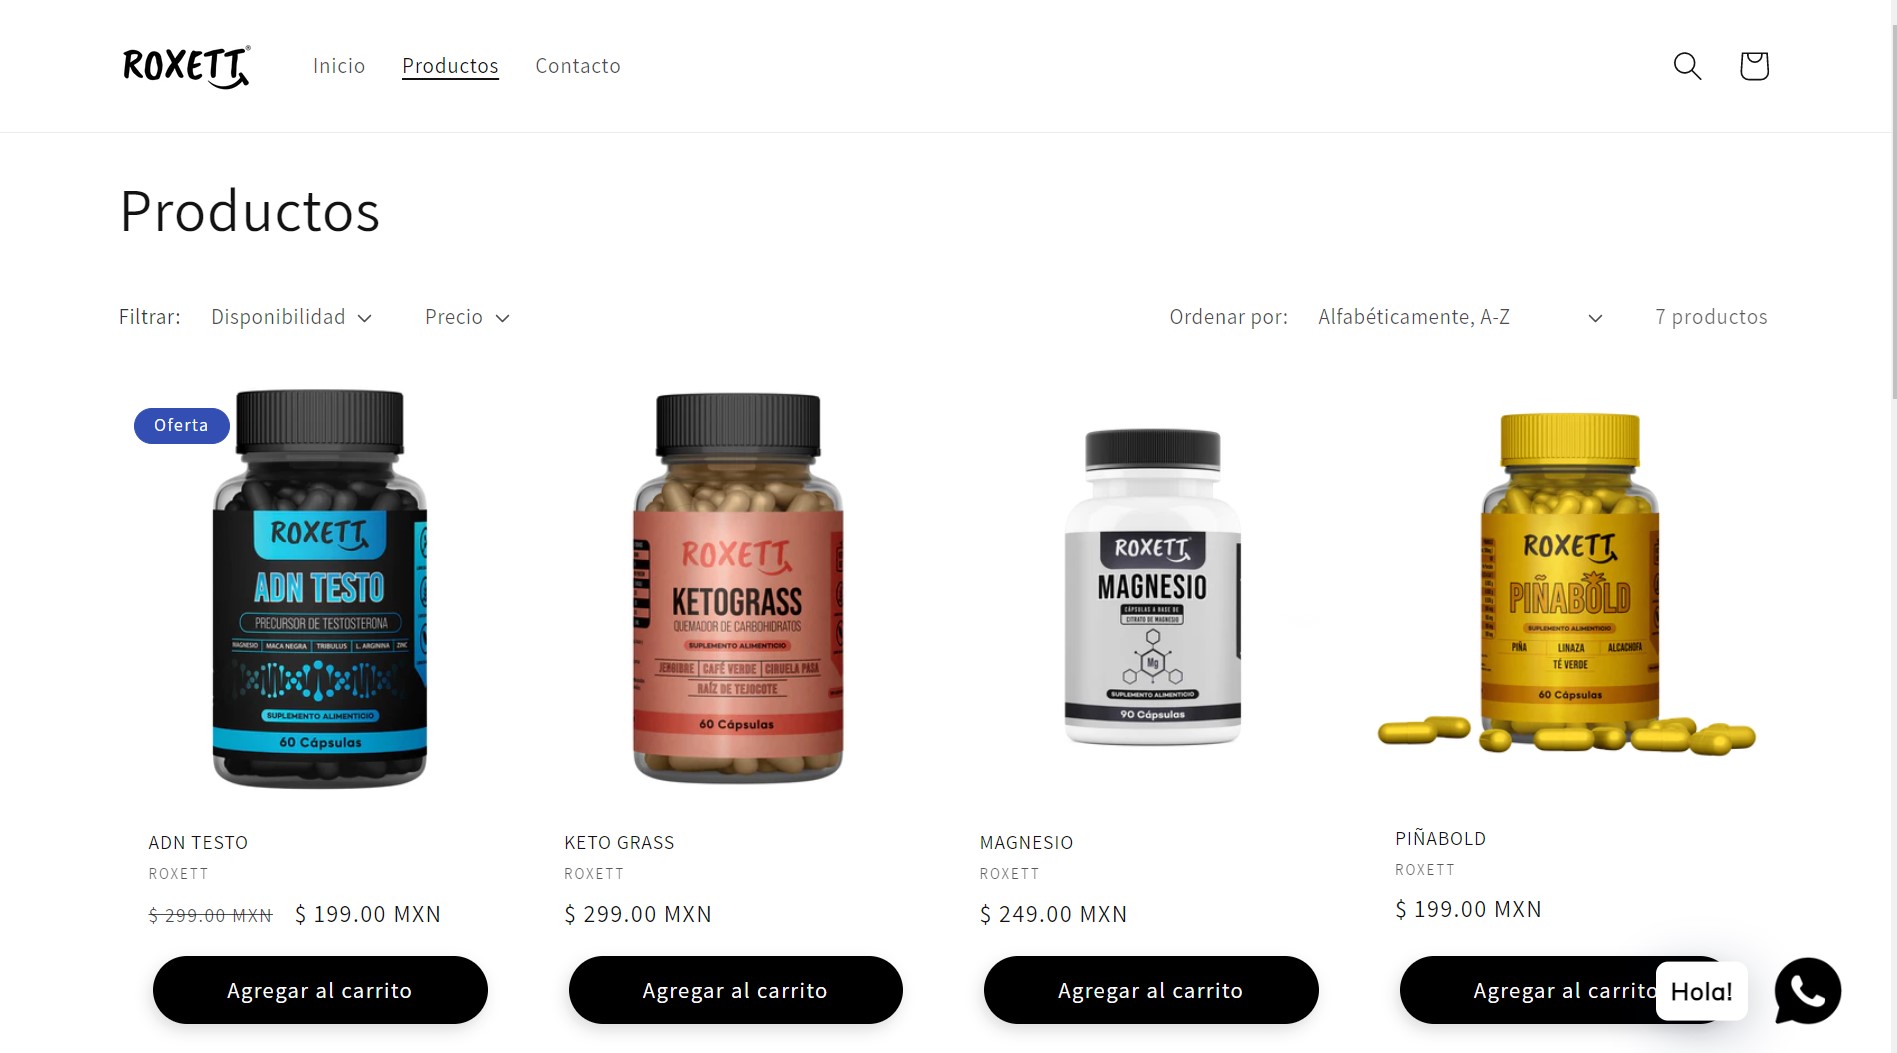 ROXETT®
Inicio
Productos
Contacto
Productos
Filtrar:
Disponibilidad
Precio
Ordenar por:
Alfabéticamente, A-Z
7 productos
Oferta
ROXETT
ADN TESTO
PRECURSOR DE TESTOSTERONA
MAGNESIO | MACA NEGRA | TRIBULUS | L. ARGININA | ZINC
SUPLEMENTO ALIMENTICIO
60 Cápsulas
ROXETT
KETOGRASS
QUEMADOR DE CARBOHIDRATOS
SUPLEMENTO ALIMENTICIO
JENGIBRE | CAFÉ VERDE | CIRUELA PASA
RAÍZ DE TEJOCOTE
60 Cápsulas
ROXETT
MAGNESIO
CÁPSULAS A BASE DE
CITRATO DE MAGNESIO
Mg
SUPLEMENTO ALIMENTICIO
90 Cápsulas
ROXETT
PIÑABOLD
SUPLEMENTO ALIMENTICIO
PIÑA | LINAZA | ALCACHOFA
TÉ VERDE
60 Cápsulas
ADN TESTO
ROXETT
$ 299.00 MXN $ 199.00 MXN
Agregar al carrito
KETO GRASS
ROXETT
$ 299.00 MXN
Agregar al carrito
MAGNESIO
ROXETT
$ 249.00 MXN
Agregar al carrito
PIÑABOLD
ROXETT
$ 199.00 MXN
Agregar al carrito
Hola!